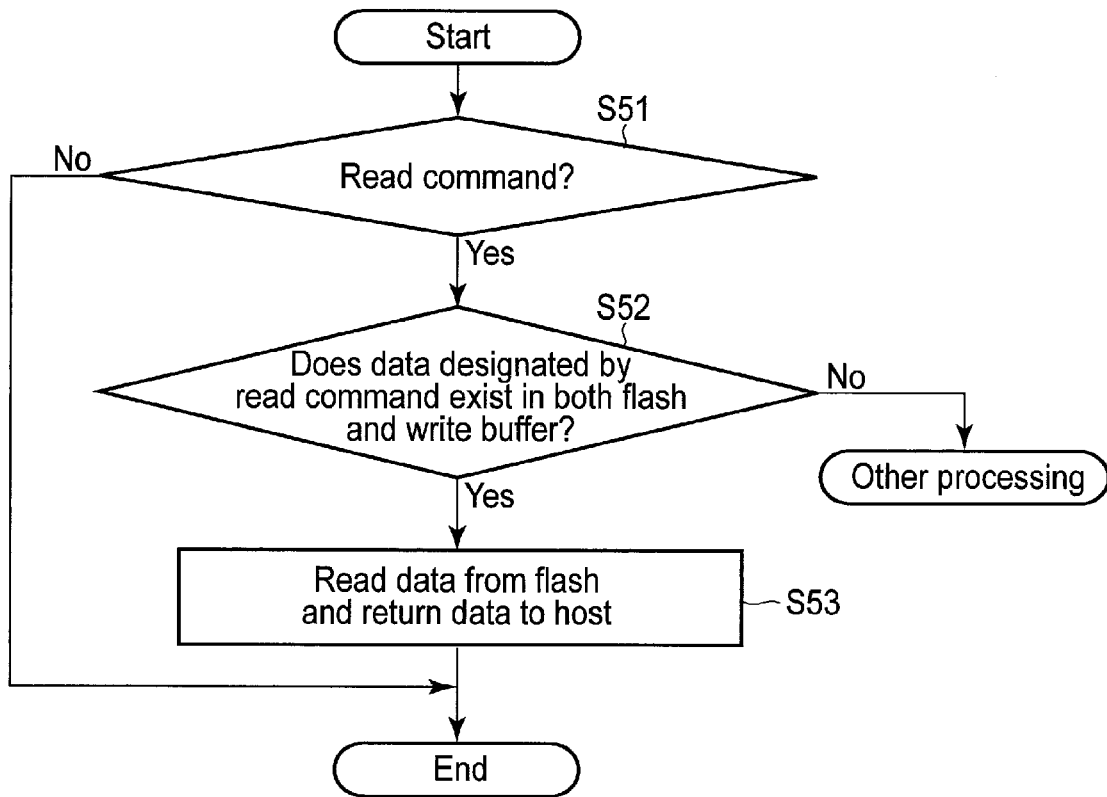 Start
S51
No
Read command?
Yes
S52
Does data designated by
read command exist in both flash
and write buffer?
No
Other processing
Yes
Read data from flash
and return data to host
S53
End